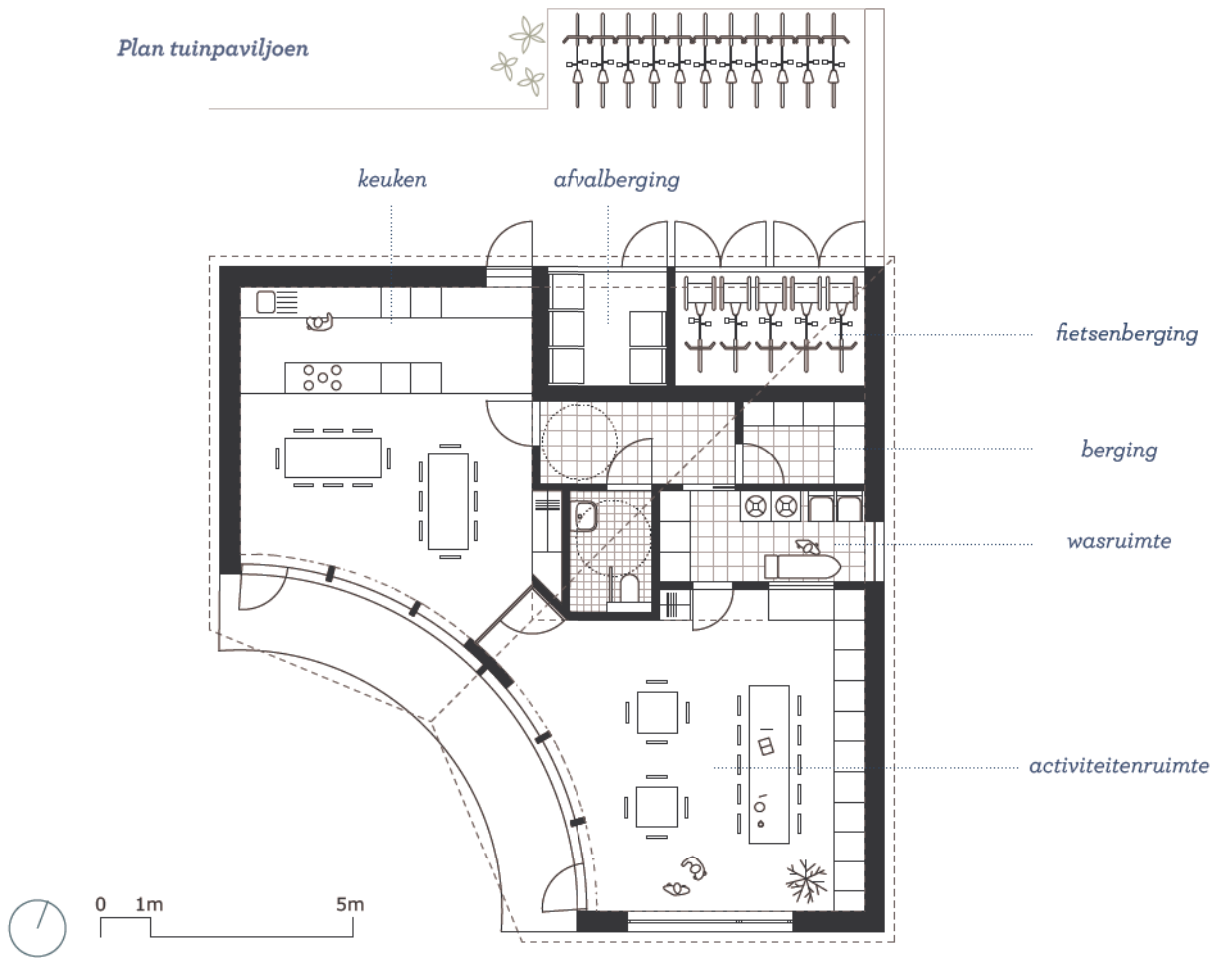 Plan tuinpaviljoen
keuken
afvalberging
fietsenberging
berging
wasruimte
activiteitenruimte
0 1m 5m